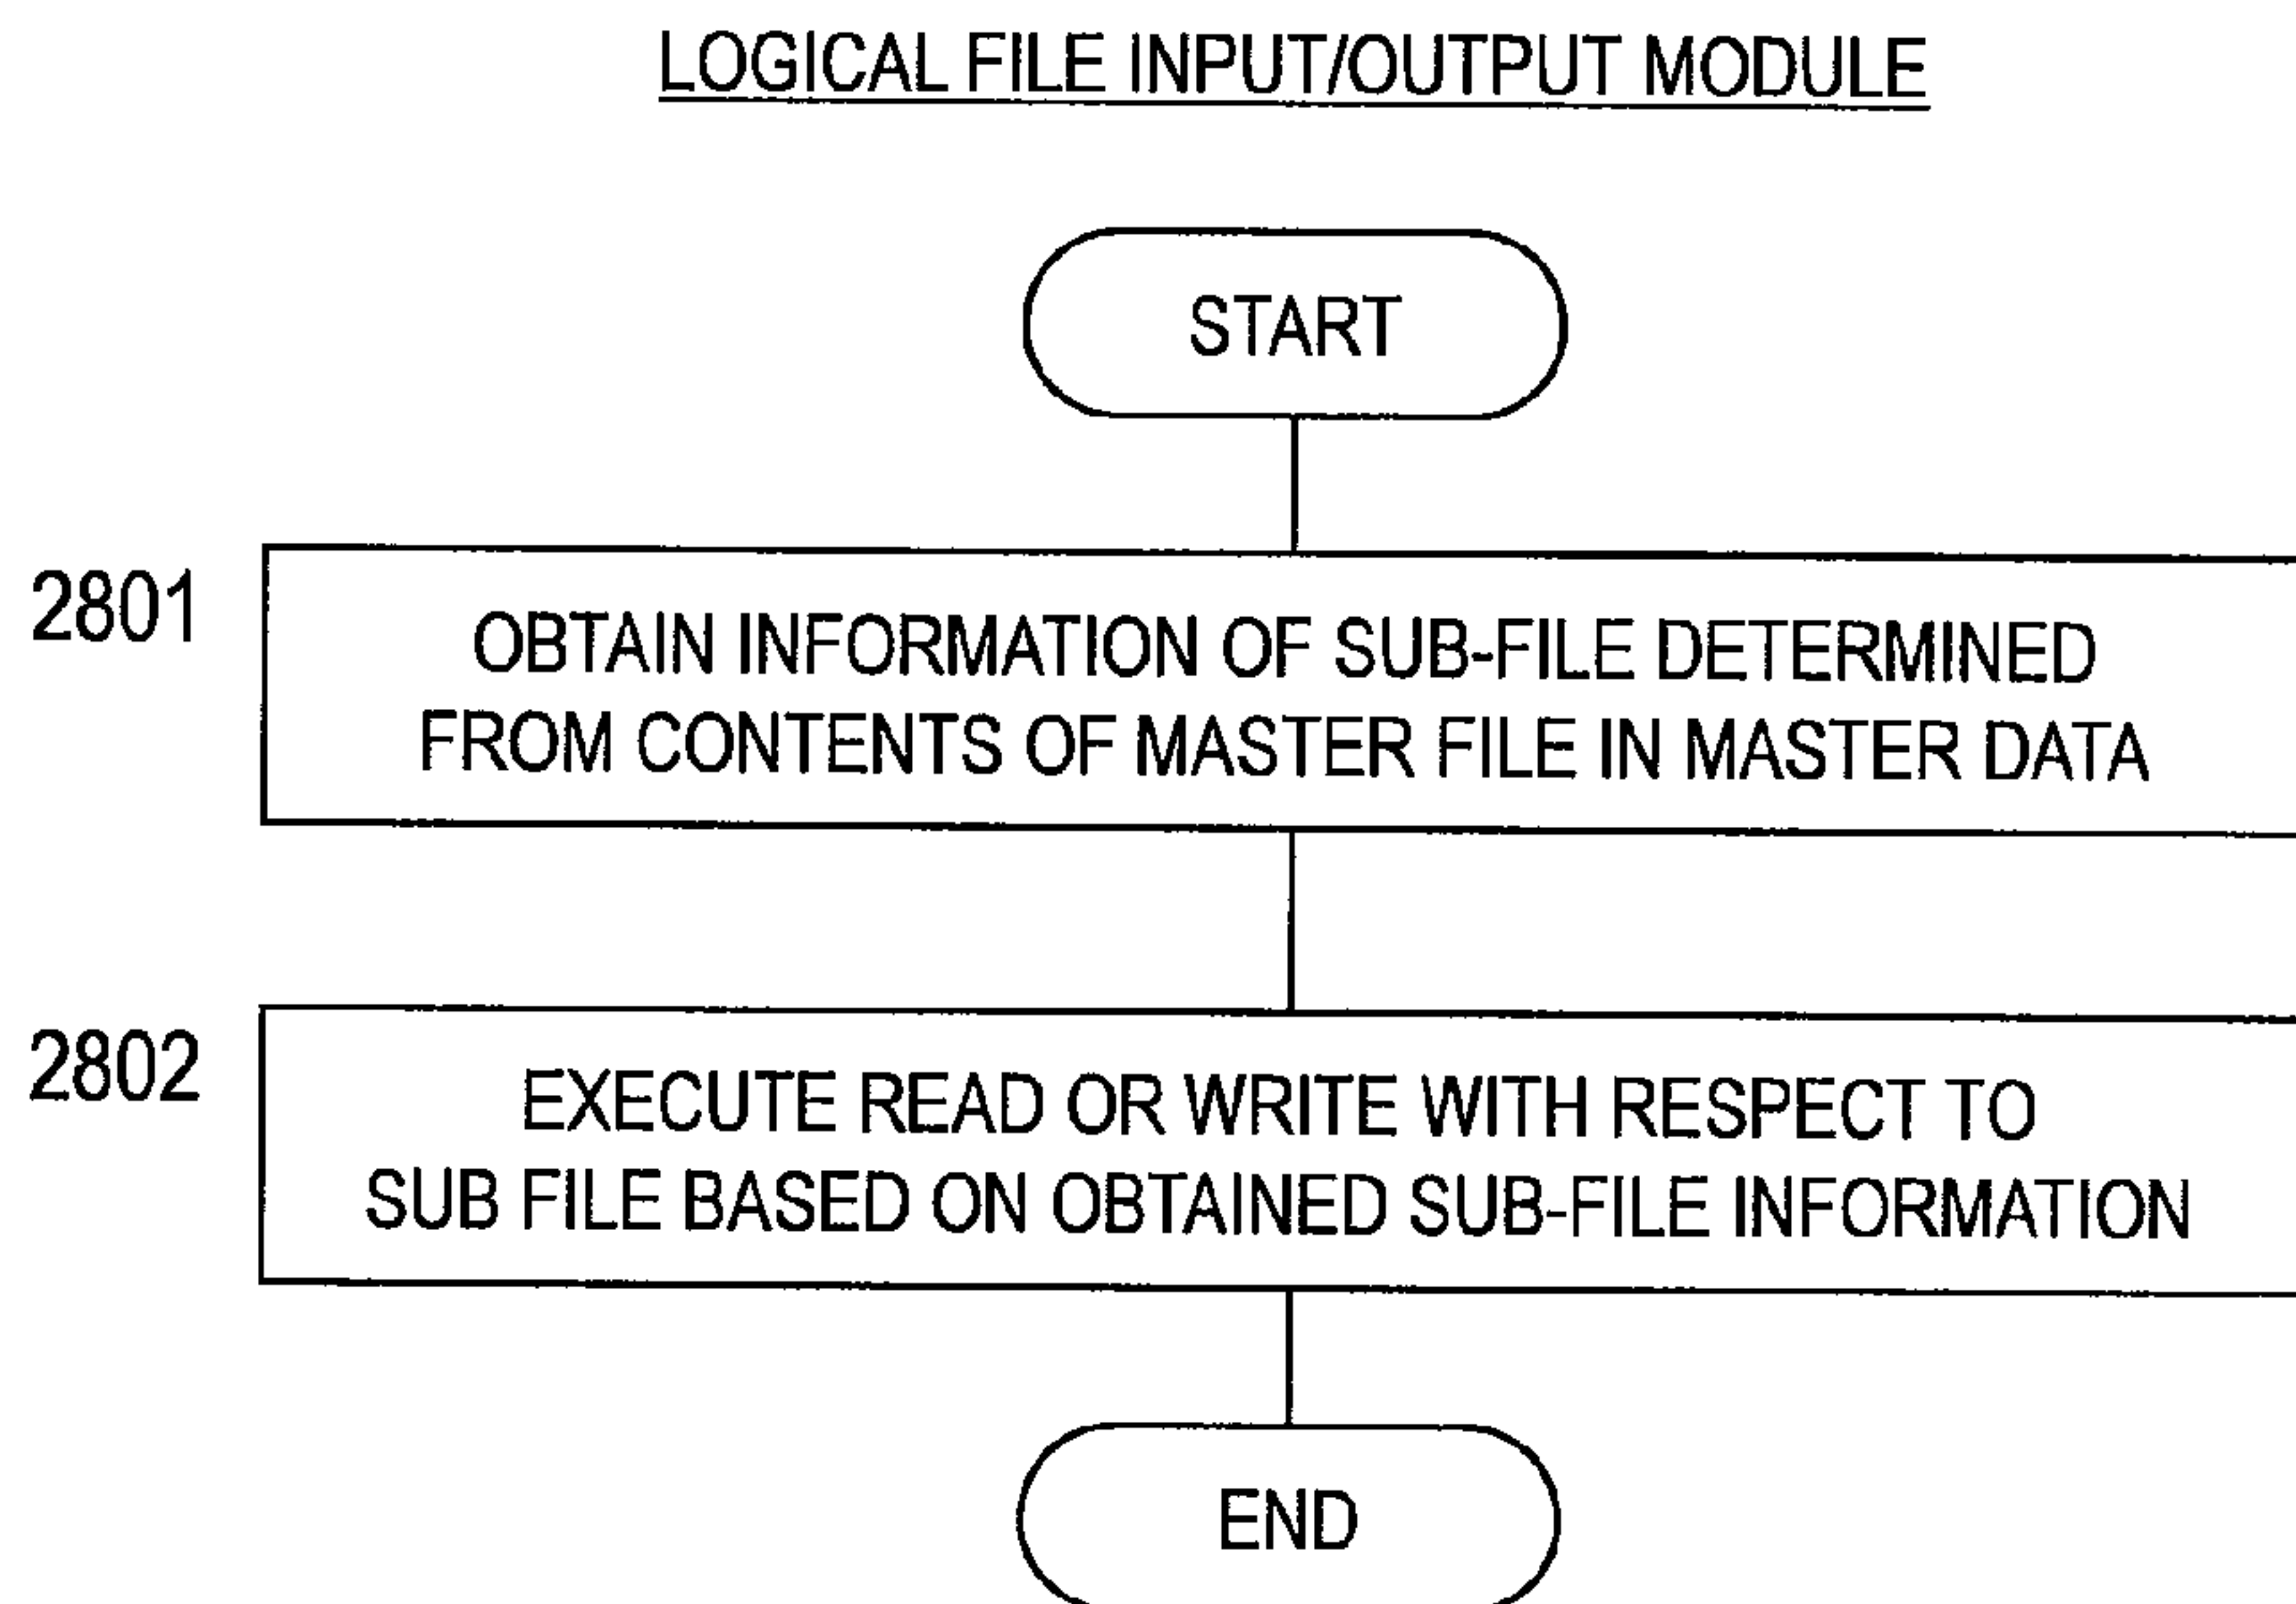 LOGICAL FILE INPUT/OUTPUT MODULE
START
2801
OBTAIN INFORMATION OF SUB-FILE DETERMINED
FROM CONTENTS OF MASTER FILE IN MASTER DATA
2802
EXECUTE READ OR WRITE WITH RESPECT TO
SUB FILE BASED ON OBTAINED SUB-FILE INFORMATION
END